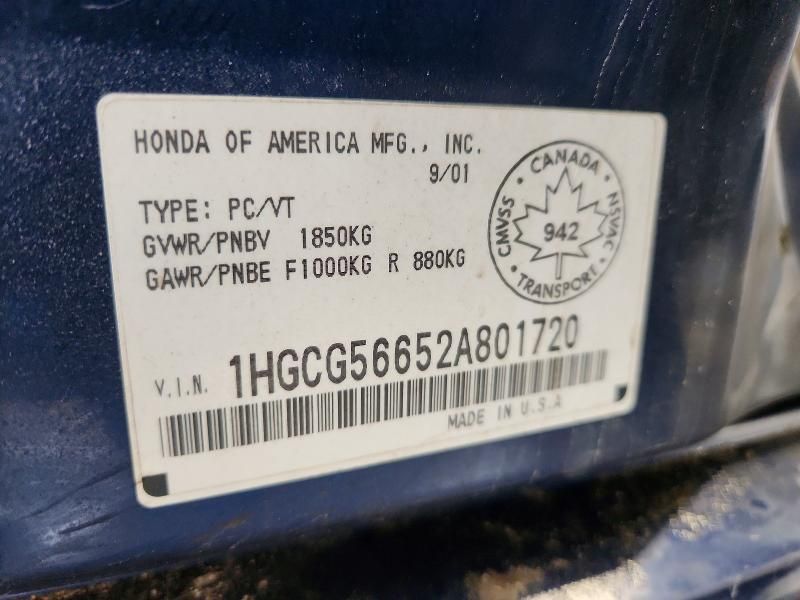 HONDA OF AMERICA MFG., INC.
9/01
TYPE: PC/VT
GVWR/PNBV 1850KG
GAWR/PNBE F1000KG R 880KG
CANADA
CMVSS
NSVAC
942
TRANSPORT
V.I.N. 1HGCG56652A801720
MADE IN U.S.A